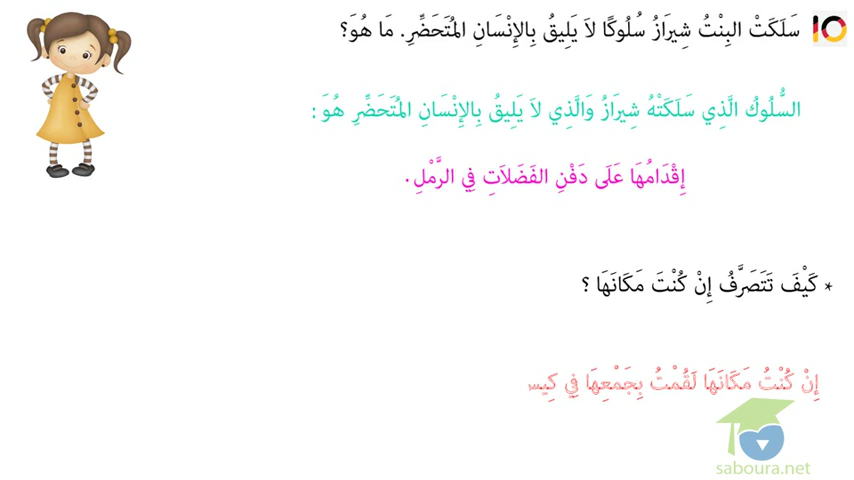 10 سَلَكَتْ البِنْتُ شِيرَازُ سُلُوكًا لاَ يَلِيقُ بِالإِنْسَانِ المُتَحَضِّرِ. مَا هُوَ؟
السُّلُوكُ الَّذِي سَلَكَتْهُ شِيرَازُ وَالَّذِي لاَ يَلِيقُ بِالإِنْسَانِ المُتَحَضِّرِ هُوَ:
إِقْدَامُهَا عَلَى دَفْنِ الفَضَلاَتِ فِي الرَّمْلِ.
* كَيْفَ تَتَصَرَّفُ إِنْ كُنْتَ مَكَانَهَا ؟
إِنْ كُنْتُ مَكَانَهَا لَقُمْتُ بِجَمْعِهَا فِي كِيس
saboura.net